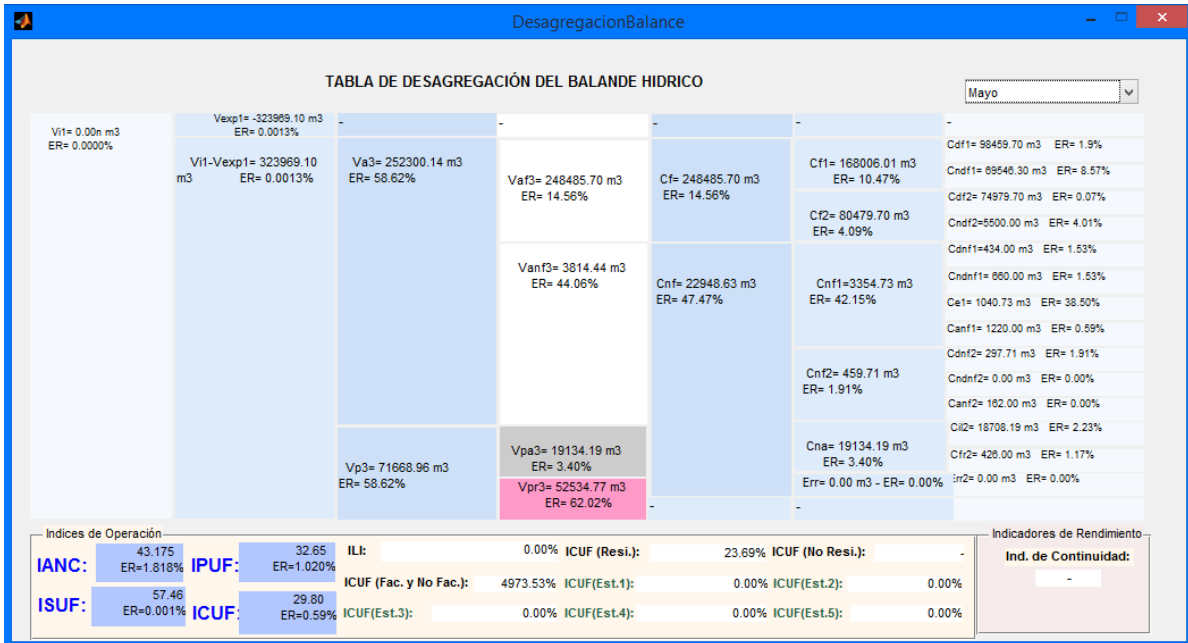 DesagregacionBalance
TABLA DE DESAGREGACIÓN DEL BALANDE HIDRICO
Mayo
Vi1= 0.00n m3
ER= 0.0000%
Vexp1= -323969.10 m3
ER= 0.0013%
Vi1-Vexp1= 323969.10
m3 ER= 0.0013%
-
Va3= 252300.14 m3
ER= 58.62%
Vp3= 71668.96 m3
ER= 58.62%
-
Vaf3= 248485.70 m3
ER= 14.56%
Vanf3= 3814.44 m3
ER= 44.06%
Vpa3= 19134.19 m3
ER= 3.40%
Vpr3= 52534.77 m3
ER= 62.02%
-
Cf= 248485.70 m3
ER= 14.56%
Cnf= 22948.63 m3
ER= 47.47%
-
-
Cf1= 168006.01 m3
ER= 10.47%
Cf2= 80479.70 m3
ER= 4.09%
Cnf1=3354.73 m3
ER= 42.15%
Cnf2= 459.71 m3
ER= 1.91%
Cna= 19134.19 m3
ER= 3.40%
Err= 0.00 m3 - ER= 0.00%
-
-
Cdf1= 98459.70 m3 ER= 1.9%
Cndf1= 69546.30 m3 ER= 8.57%
Cdf2= 74979.70 m3 ER= 0.07%
Cndf2=5500.00 m3 ER= 4.01%
Cdnf1=434.00 m3 ER= 1.53%
Cndnf1= 660.00 m3 ER= 1.53%
Ce1= 1040.73 m3 ER= 38.50%
Canf1= 1220.00 m3 ER= 0.59%
Cdnf2= 297.71 m3 ER= 1.91%
Cndnf2= 0.00 m3 ER= 0.00%
Canf2= 162.00 m3 ER= 0.00%
Cil2= 18708.19 m3 ER= 2.23%
Cfr2= 426.00 m3 ER= 1.17%
Err2= 0.00 m3 ER= 0.00%
Indices de Operación
IANC: 43.175
ER=1.818%
IPUF: 32.65
ER=1.020%
ISUF: 57.46
ER=0.001%
ICUF: 29.80
ER=0.59%
ILI: 0.00% ICUF (Resi.): 23.69% ICUF (No Resi.): -
ICUF (Fac. y No Fac.): 4973.53% ICUF(Est.1): 0.00% ICUF(Est.2): 0.00%
ICUF(Est.3): 0.00% ICUF(Est.4): 0.00% ICUF(Est.5): 0.00%
Indicadores de Rendimiento
Ind. de Continuidad:
-